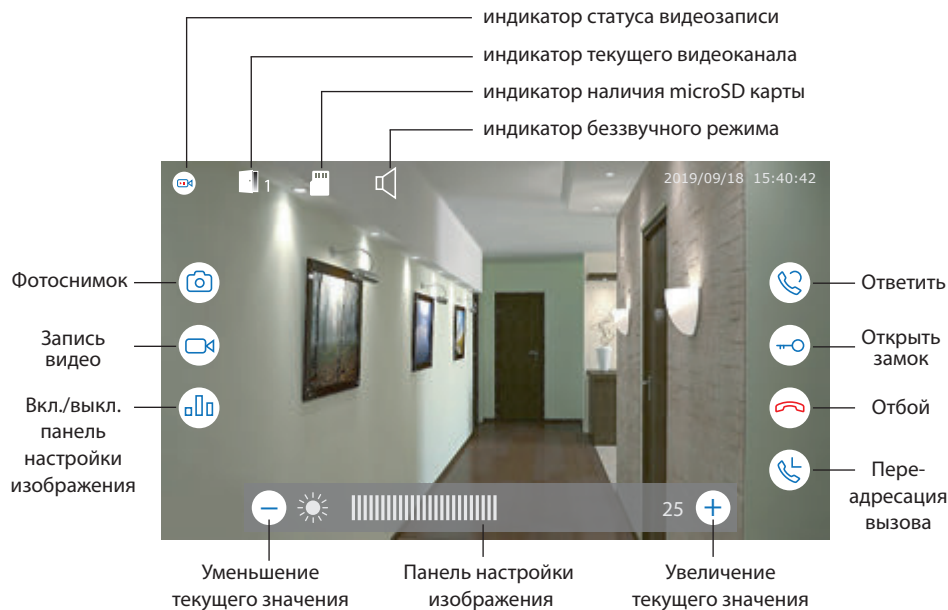 индикатор статуса видеозаписи
индикатор текущего видеоканала
индикатор наличия microSD карты
индикатор беззвучного режима
1
2019/09/18 15:40:42
Фотоснимок
Запись
видео
Вкл./выкл.
панель
настройки
изображения
Ответить
Открыть
замок
Отбой
Пере-
адресация
вызова
25
Уменьшение
текущего значения
Панель настройки
изображения
Увеличение
текущего значения